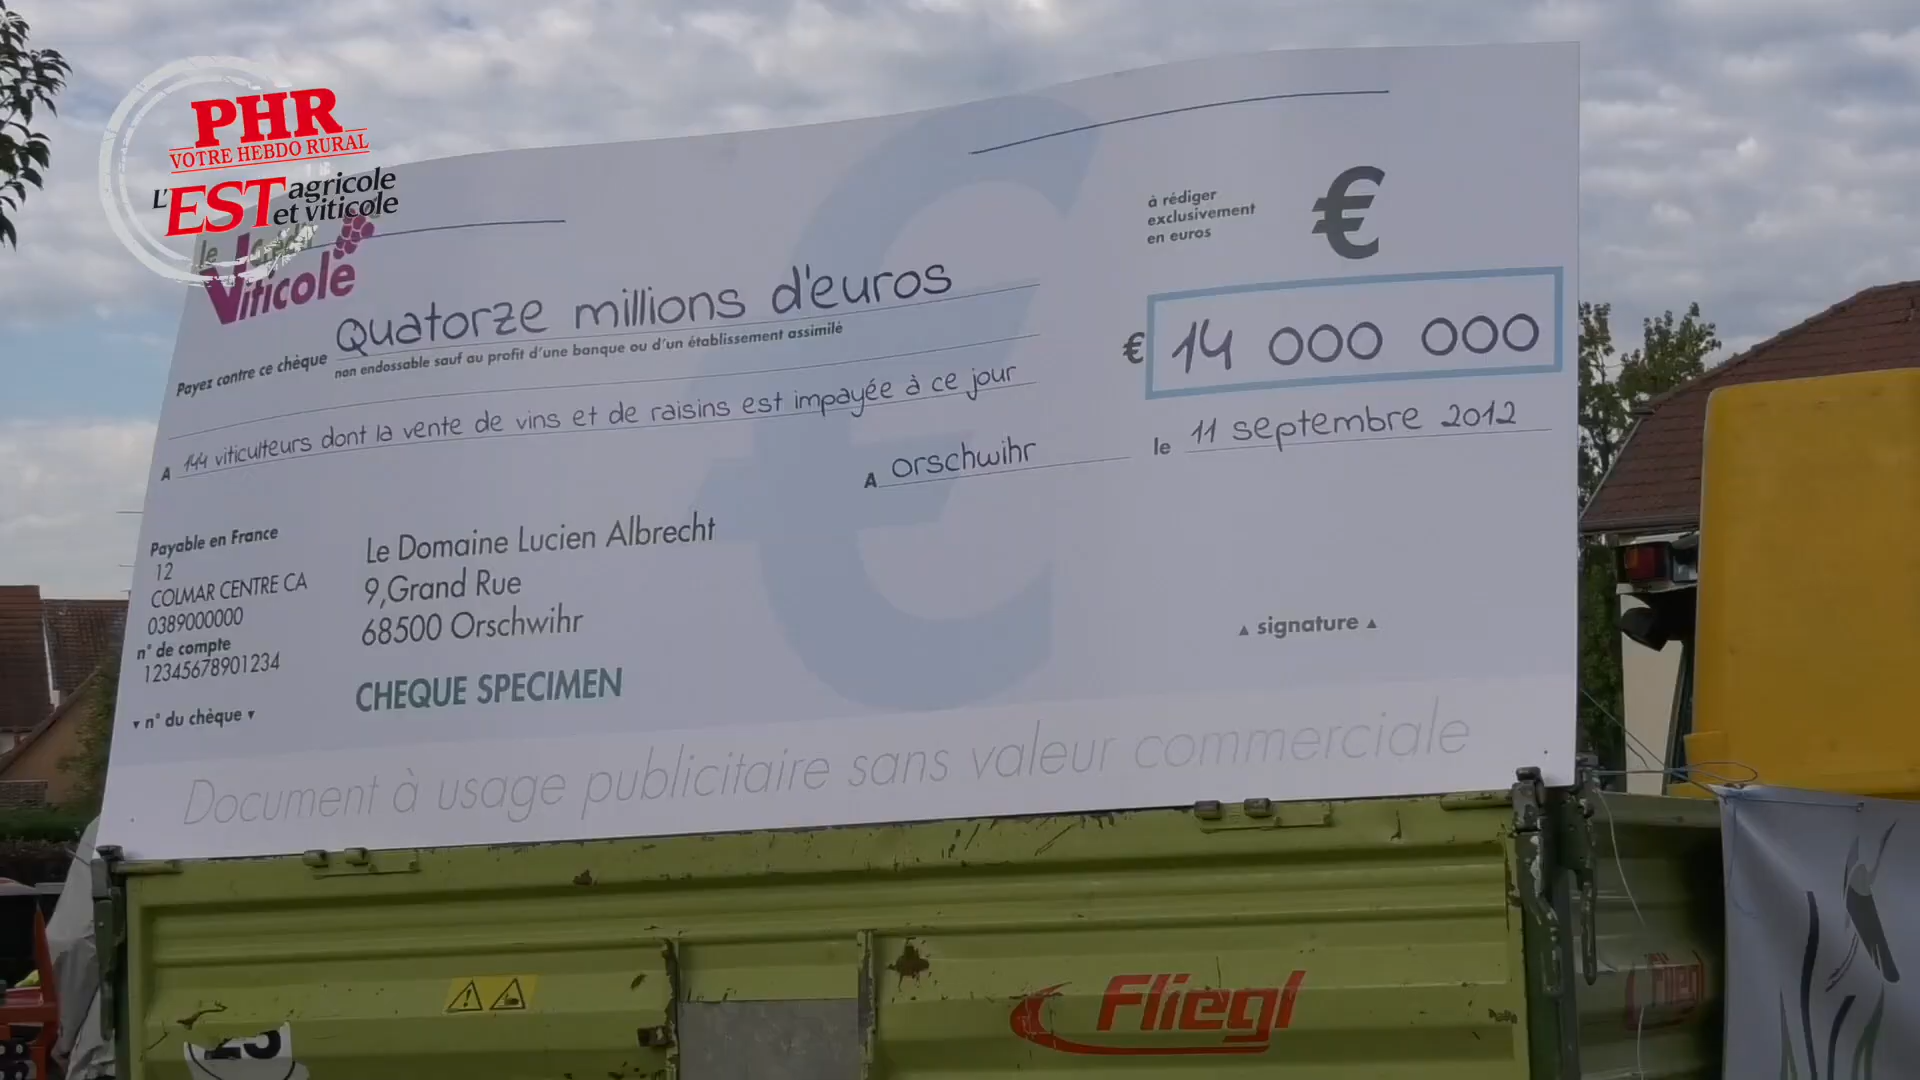 PHR
VOTRE HEBDO RURAL
L'EST agricole
et viticole
le
Viticole
à rédiger
exclusivement
en euros
€
Payez contre ce chèque Quatorze millions d'euros
non endossable sauf au profit d'une banque ou d'un établissement assimilé
€ 14 000 000
A 144 viticulteurs dont la vente de vins et de raisins est impayée à ce jour
A orschwihr le 11 septembre 2012
Payable en France
12
COLMAR CENTRE CA
0389000000
n° de compte
12345678901234
▾ n° du chèque ▾
Le Domaine Lucien Albrecht
9,Grand Rue
68500 Orschwihr
CHEQUE SPECIMEN
▴ signature ▴
Document à usage publicitaire sans valeur commerciale
Fliegl
Fliegl
25